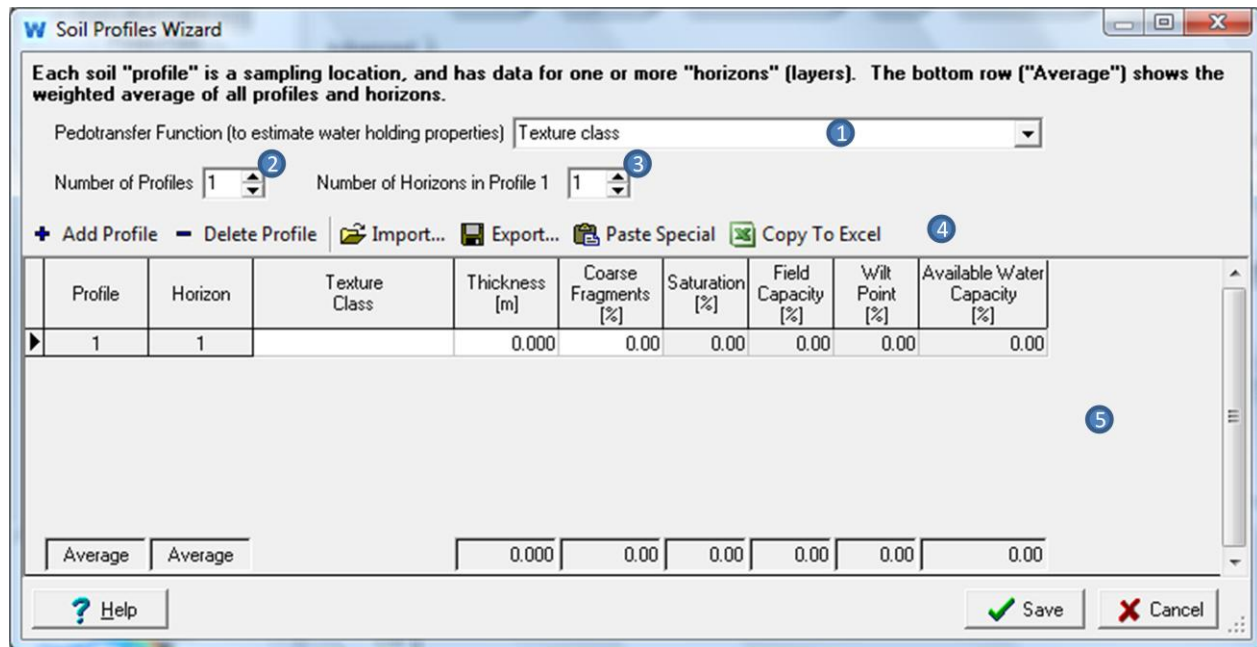 W Soil Profiles Wizard
Each soil "profile" is a sampling location, and has data for one or more "horizons" (layers). The bottom row ("Average") shows the
weighted average of all profiles and horizons.
Pedotransfer Function (to estimate water holding properties) Texture class 1
Number of Profiles 1 2 Number of Horizons in Profile 1 1 3
+ Add Profile - Delete Profile Import... Export... Paste Special Copy To Excel 4
Profile Horizon Texture Class Thickness [m] Coarse Fragments [%] Saturation [%] Field Capacity [%] Wilt Point [%] Available Water Capacity [%]
1 1 0.000 0.00 0.00 0.00 0.00 0.00
5
Average Average 0.000 0.00 0.00 0.00 0.00 0.00
? Help Save Cancel